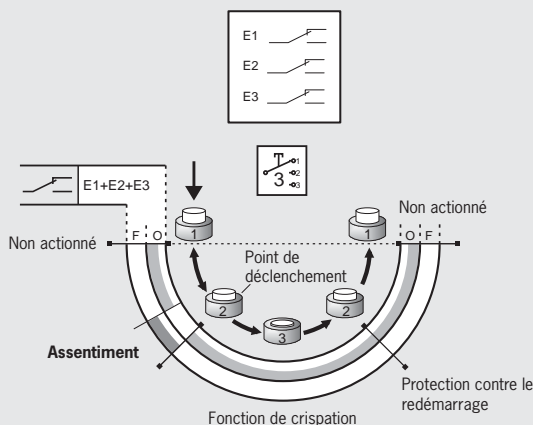 E1
E2
E3
3
1
2
3
E1+E2+E3
F O
1
1
Non actionné
O F
Non actionné
Point de
déclenchement
2
2
3
Assentiment
Protection contre le
redémarrage
Fonction de crispation